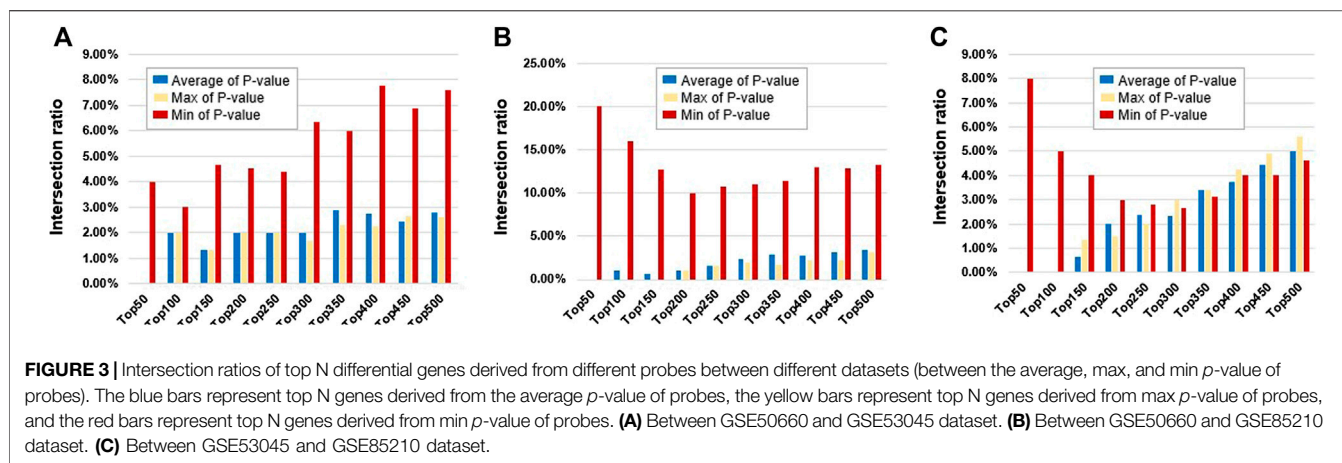 A
9.00%
8.00%
7.00%
6.00%
5.00%
4.00%
3.00%
2.00%
1.00%
0.00%
Intersection ratio
Average of P-value
Max of P-value
Min of P-value
Top50
Top100
Top150
Top200
Top250
Top300
Top350
Top400
Top450
Top500
B
25.00%
20.00%
15.00%
10.00%
5.00%
0.00%
Intersection ratio
Average of P-value
Max of P-value
Min of P-value
Top50
Top100
Top150
Top200
Top250
Top300
Top350
Top400
Top450
Top500
C
9.00%
8.00%
7.00%
6.00%
5.00%
4.00%
3.00%
2.00%
1.00%
0.00%
Intersection ratio
Average of P-value
Max of P-value
Min of P-value
Top50
Top100
Top150
Top200
Top250
Top300
Top350
Top400
Top450
Top500
FIGURE 3 | Intersection ratios of top N differential genes derived from different probes between different datasets (between the average, max, and min p-value of
probes). The blue bars represent top N genes derived from the average p-value of probes, the yellow bars represent top N genes derived from max p-value of probes,
and the red bars represent top N genes derived from min p-value of probes. (A) Between GSE50660 and GSE53045 dataset. (B) Between GSE50660 and GSE85210
dataset. (C) Between GSE53045 and GSE85210 dataset.